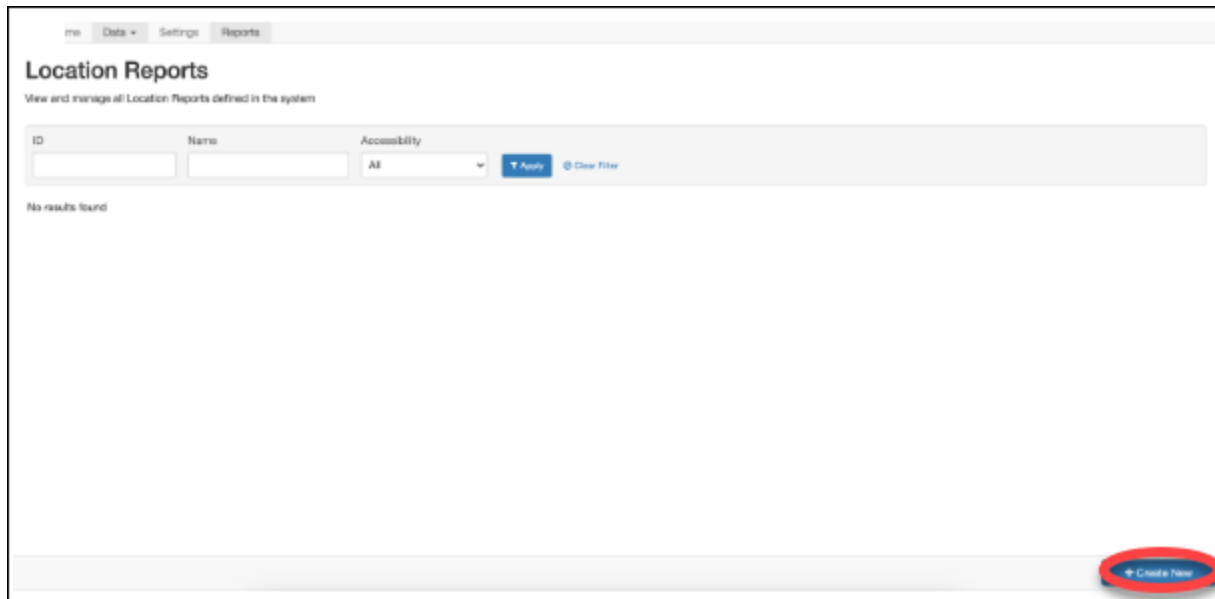 me Data Settings Reports
Location Reports
View and manage all Location Reports defined in the system
ID Name Accessibility
All Apply Clear Filter
No results found
+ Create New